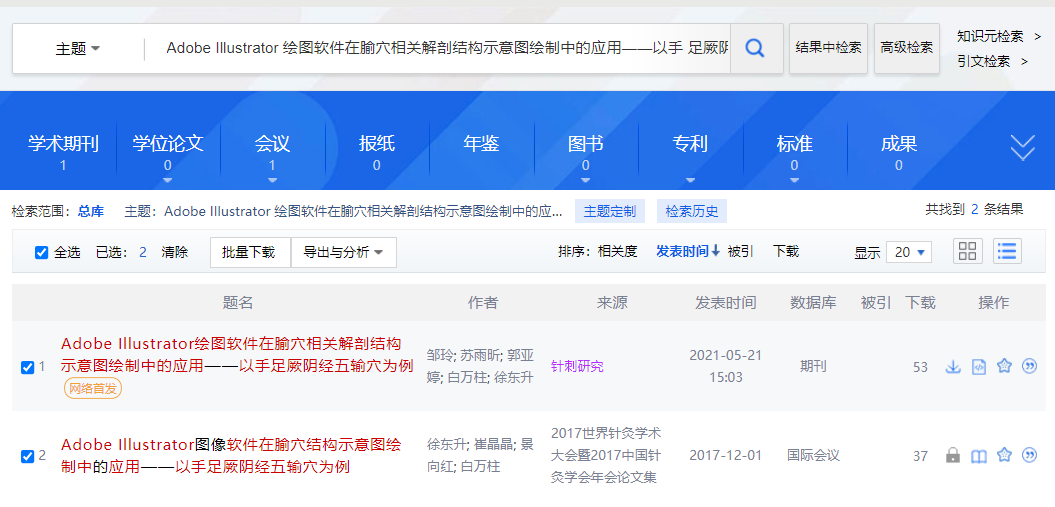 主题
Adobe Illustrator 绘图软件在腧穴相关解剖结构示意图绘制中的应用——以手 足厥阴
结果中检索
高级检索
知识元检索 >
引文检索 >
学术期刊 学位论文 会议 报纸 年鉴 图书 专利 标准 成果
1 0 1 0 0 0 0
检索范围：总库 主题：Adobe Illustrator 绘图软件在腧穴相关解剖结构示意图绘制中的应... 主题定制 检索历史 共找到 2 条结果
全选 已选：2 清除 批量下载 导出与分析 排序：相关度 发表时间↓ 被引 下载 显示 20
题名 作者 来源 发表时间 数据库 被引 下载 操作
1
Adobe Illustrator绘图软件在腧穴相关解剖结构
示意图绘制中的应用——以手足厥阴经五输穴为例
网络首发
邹玲; 苏雨昕; 郭亚
婷; 白万柱; 徐东升
针刺研究
2021-05-21
15:03
期刊
53
2
Adobe Illustrator图像软件在腧穴结构示意图绘
制中的应用——以手足厥阴经五输穴为例
徐东升; 崔晶晶; 景
向红; 白万柱
2017世界针灸学术
大会暨2017中国针
灸学会年会论文集
2017-12-01
国际会议
37